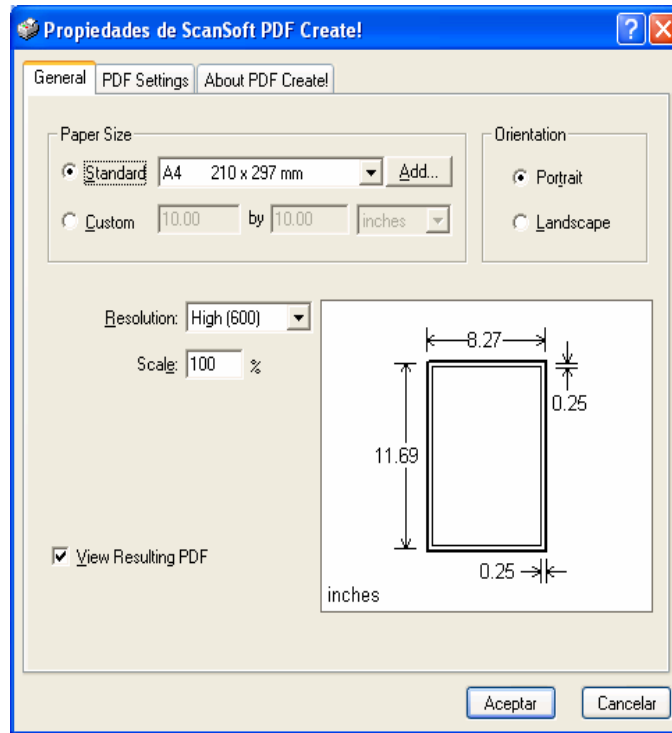 Propiedades de ScanSoft PDF Create!
General PDF Settings About PDF Create!
Paper Size
Orientation
Standard A4 210 x 297 mm Add...
Portrait
Custom 10.00 by 10.00 inches
Landscape
Resolution: High (600)
Scale: 100 %
8.27
0.25
11.69
0.25
inches
View Resulting PDF
Aceptar Cancelar